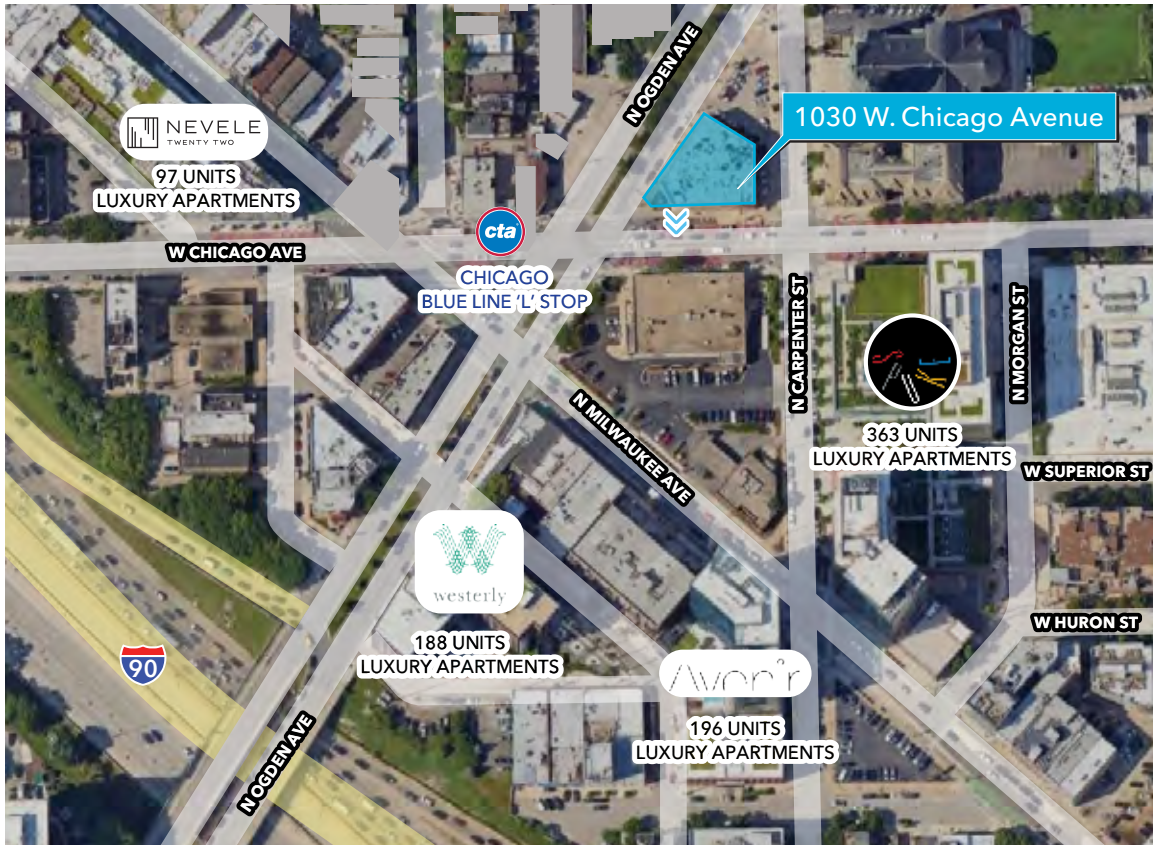 N OGDEN AVE
1030 W. Chicago Avenue
NEVELE
TWENTY TWO
97 UNITS
LUXURY APARTMENTS
cta
W CHICAGO AVE
CHICAGO
BLUE LINE 'L' STOP
N CARPENTER ST
N MORGAN ST
N MILWAUKEE AVE
363 UNITS
LUXURY APARTMENTS
W SUPERIOR ST
westerly
188 UNITS
LUXURY APARTMENTS
W HURON ST
90
Avenir
196 UNITS
LUXURY APARTMENTS
N OGDEN AVE